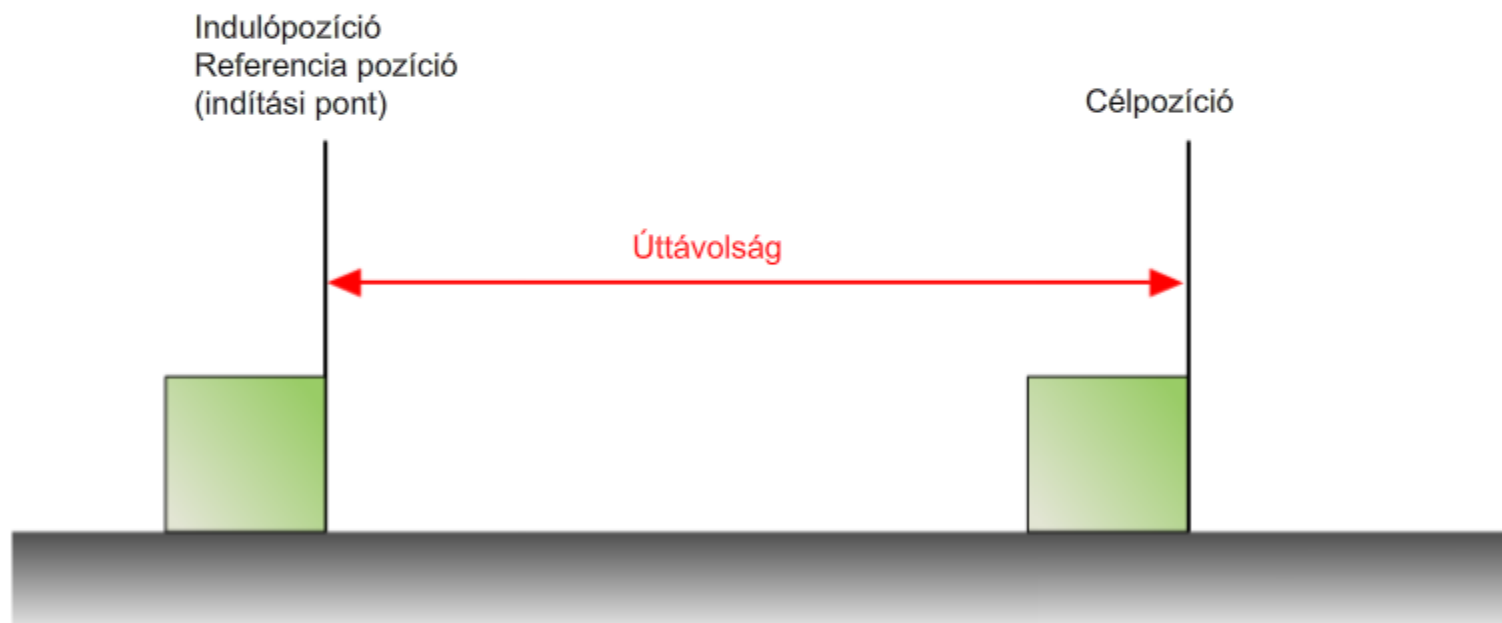 Indulópozíció
Referencia pozíció
(indítási pont)
Célpozíció
Úttávolság